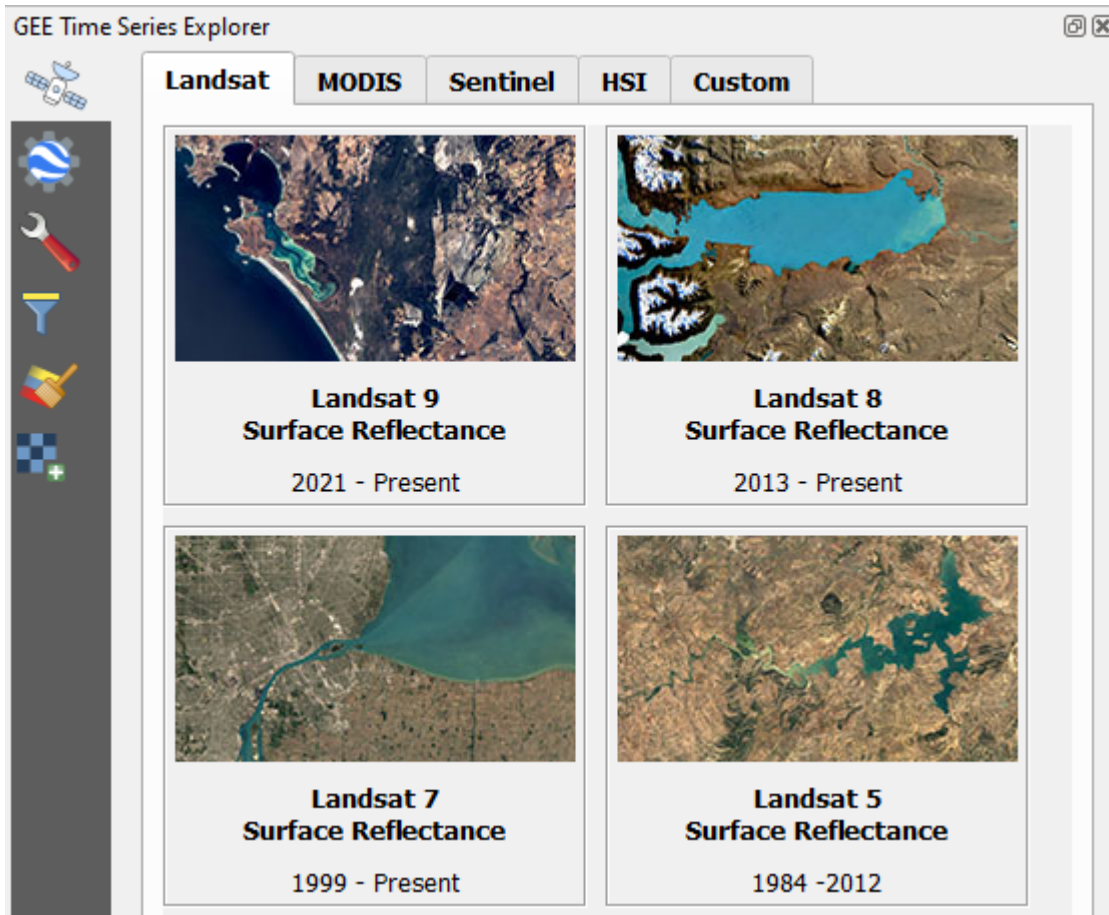 GEE Time Series Explorer
Landsat MODIS Sentinel HSI Custom
Landsat 9
Surface Reflectance
2021 - Present
Landsat 8
Surface Reflectance
2013 - Present
Landsat 7
Surface Reflectance
1999 - Present
Landsat 5
Surface Reflectance
1984 -2012